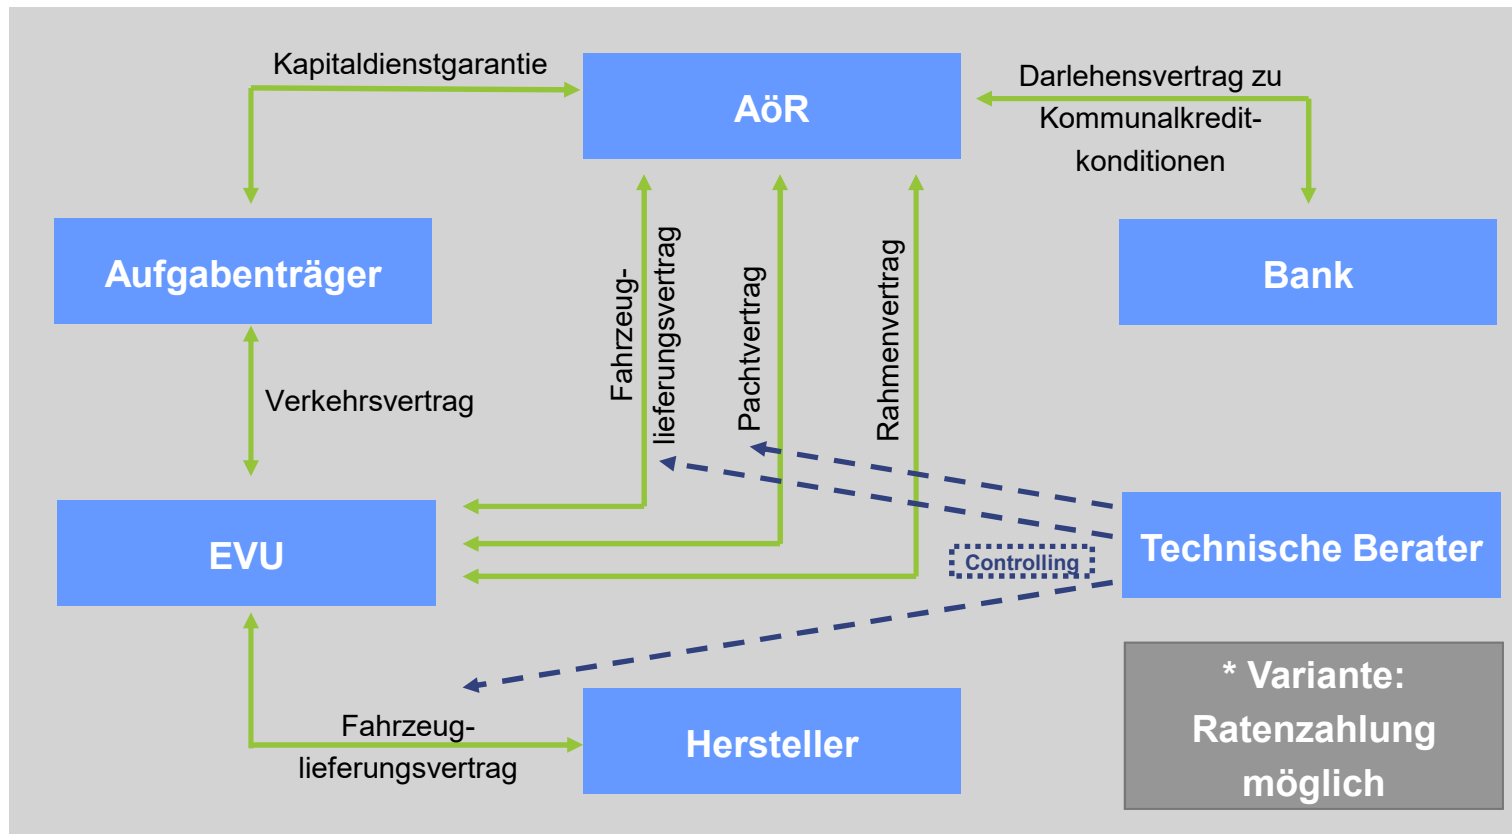 Kapitaldienstgarantie
AöR
Darlehensvertrag zu
Kommunalkredit-
konditionen
Aufgabenträger
Bank
Fahrzeug-
lieferungsvertrag
Pachtvertrag
Rahmenvertrag
Verkehrsvertrag
EVU
Controlling
Technische Berater
Fahrzeug-
lieferungsvertrag
Hersteller
* Variante:
Ratenzahlung
möglich